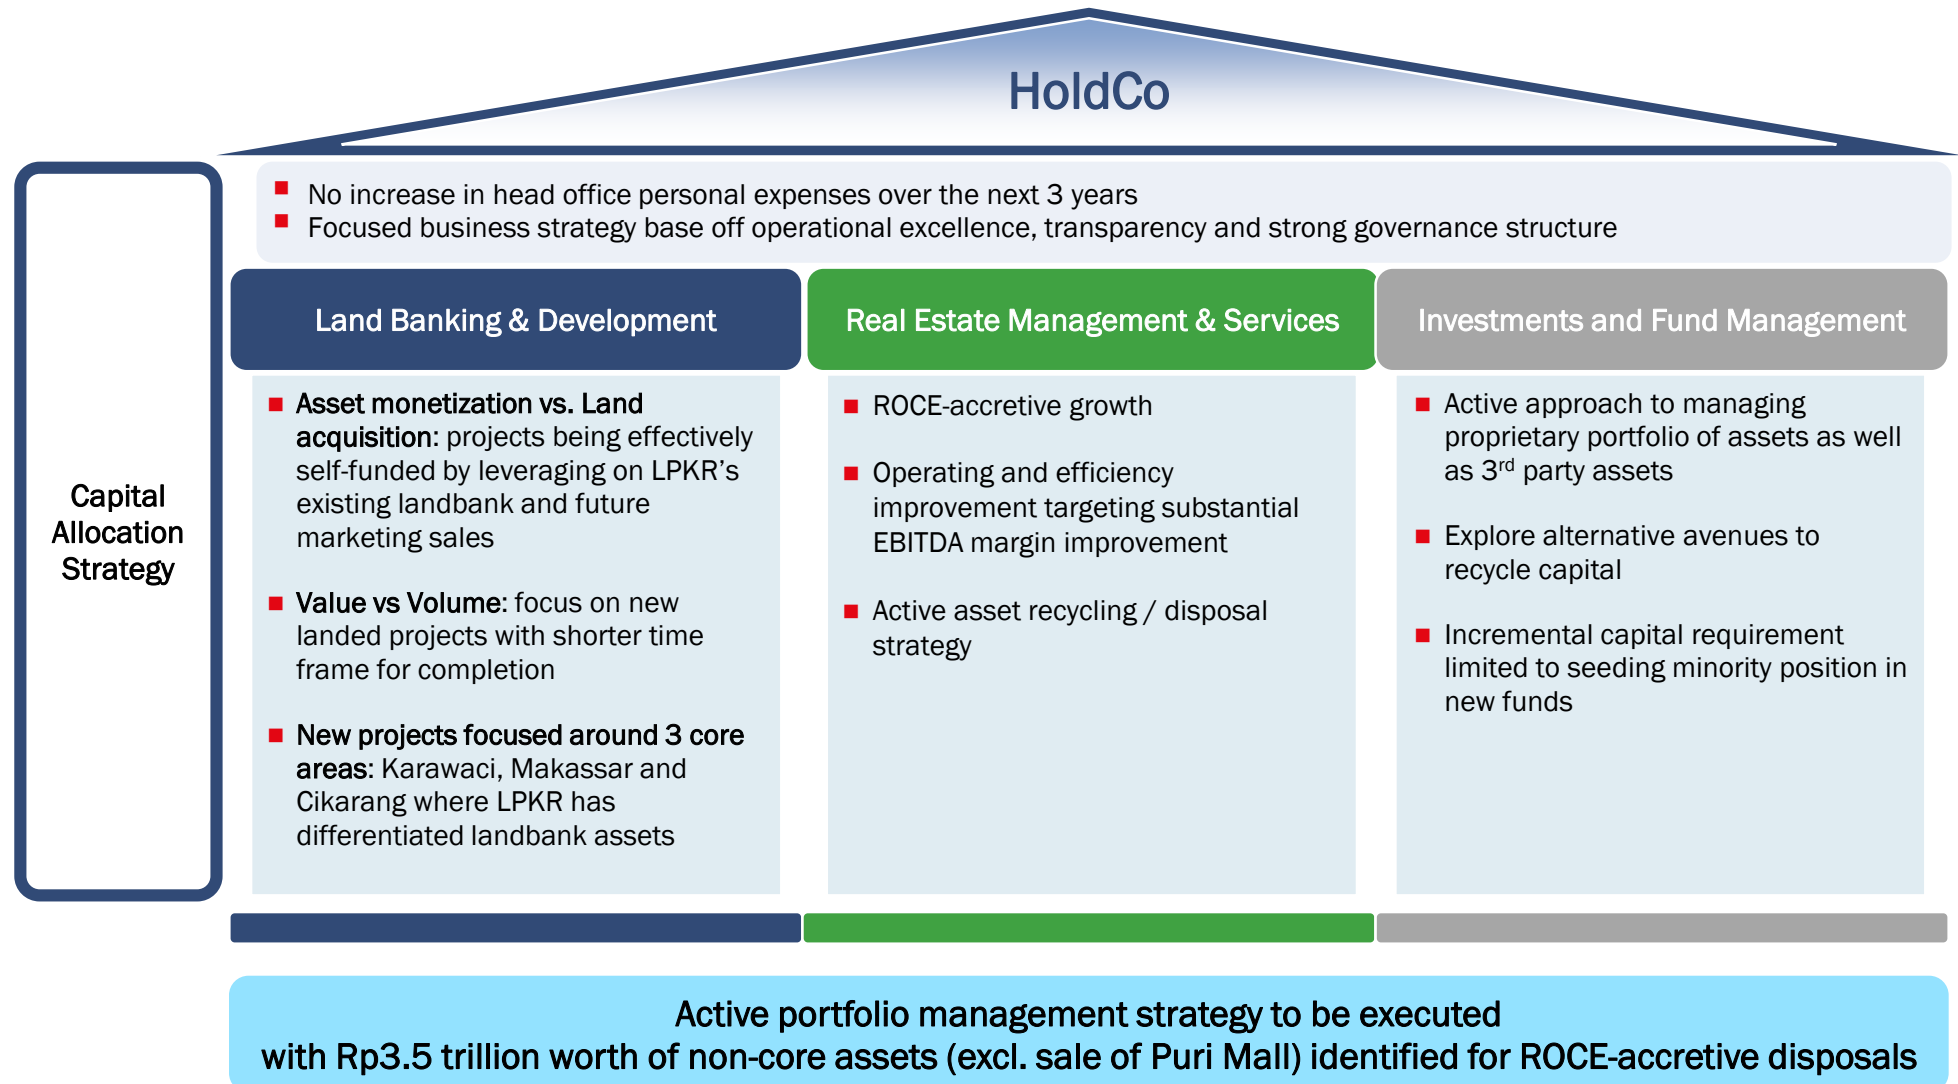 HoldCo
No increase in head office personal expenses over the next 3 years
Focused business strategy base off operational excellence, transparency and strong governance structure
Capital
Allocation
Strategy
Land Banking & Development
Asset monetization vs. Land
acquisition: projects being effectively
self-funded by leveraging on LPKR's
existing landbank and future
marketing sales
Value vs Volume: focus on new
landed projects with shorter time
frame for completion
New projects focused around 3 core
areas: Karawaci, Makassar and
Cikarang where LPKR has
differentiated landbank assets
Real Estate Management & Services
ROCE-accretive growth
Operating and efficiency
improvement targeting substantial
EBITDA margin improvement
Active asset recycling / disposal
strategy
Investments and Fund Management
Active approach to managing
proprietary portfolio of assets as well
as 3rd party assets
Explore alternative avenues to
recycle capital
Incremental capital requirement
limited to seeding minority position in
new funds
Active portfolio management strategy to be executed
with Rp3.5 trillion worth of non-core assets (excl. sale of Puri Mall) identified for ROCE-accretive disposals